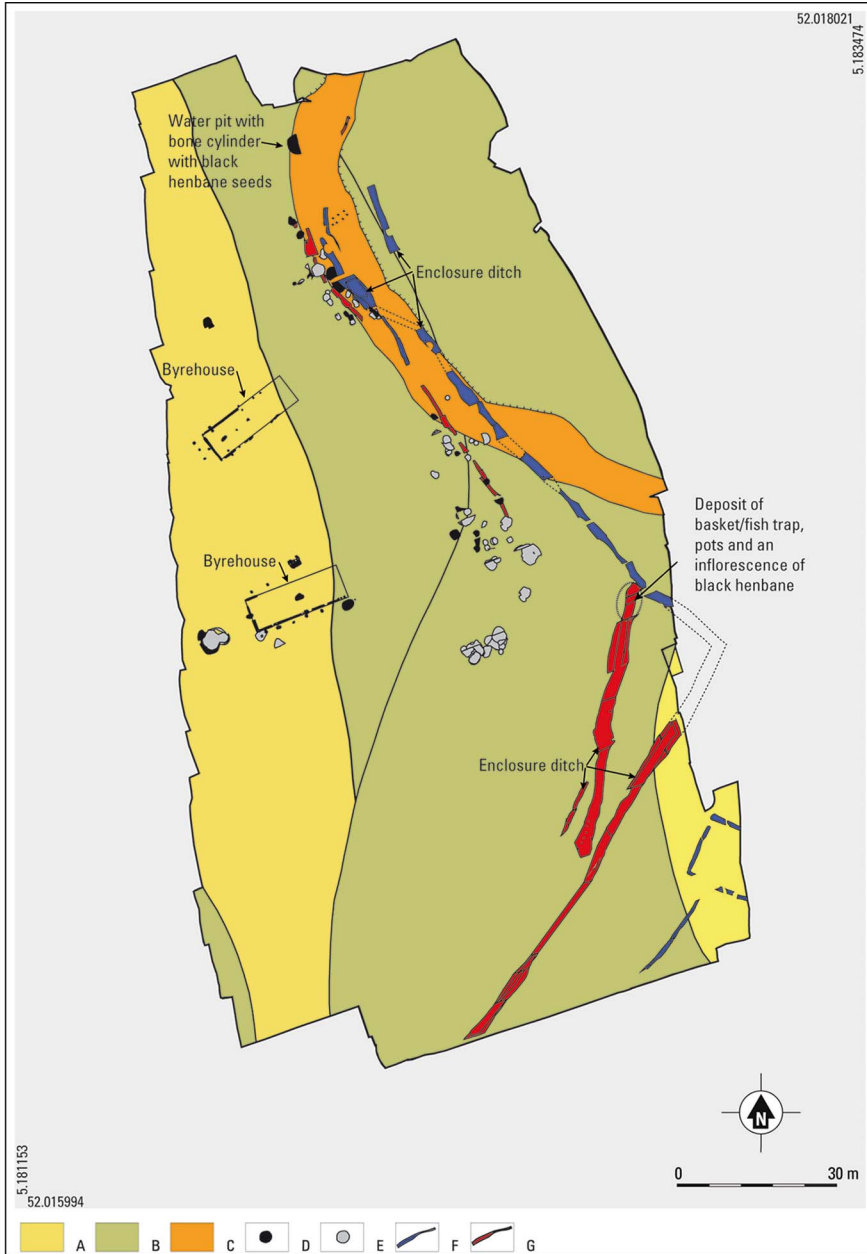 52.018021
5.183474
Water pit with
bone cylinder
with black
henbane seeds
Enclosure ditch
Byrehouse
Deposit of
basket/fish trap,
pots and an
inflorescence of
black henbane
Byrehouse
Enclosure ditch
N
5.181153
52.015994
0 30 m
A B C D E F G